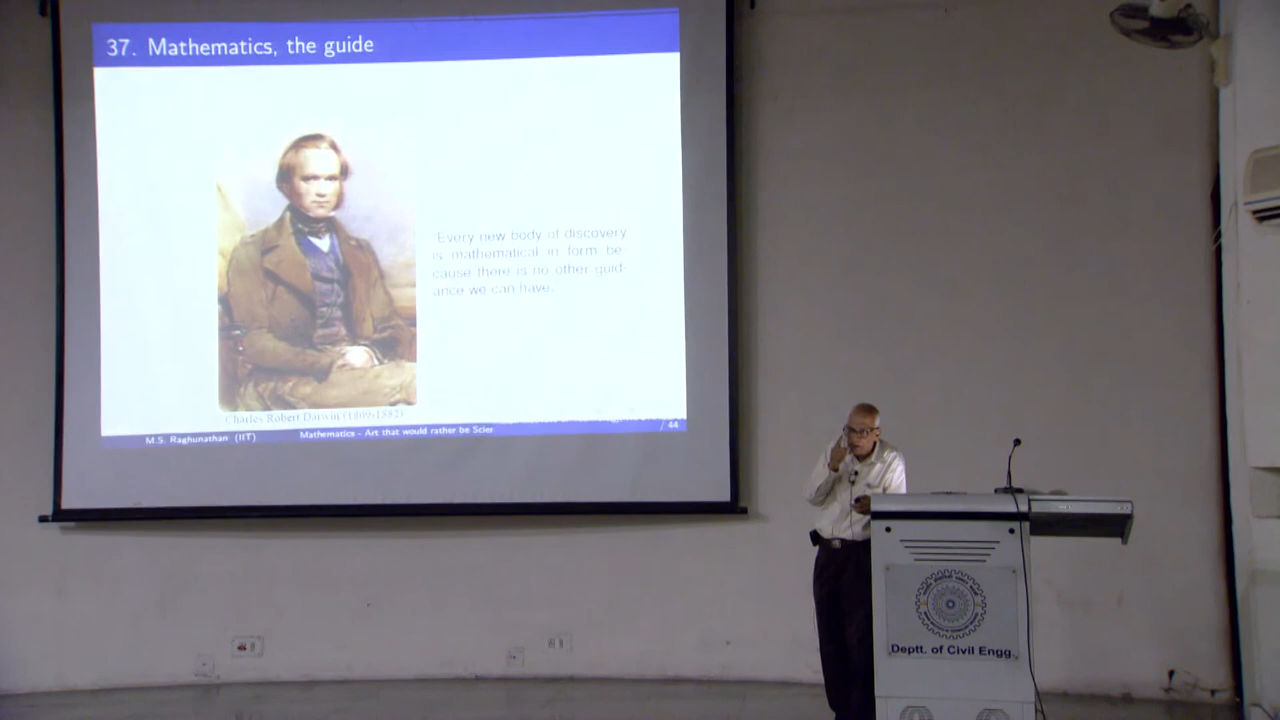 37. Mathematics, the guide
Every new body of discovery
is mathematical in form be-
cause there is no other guid-
ance we can have.
Charles Robert Darwin (1809-1882)
M.S. Raghunathan (IIT) Mathematics - Art that would rather be Scier / 44
Deptt. of Civil Engg.